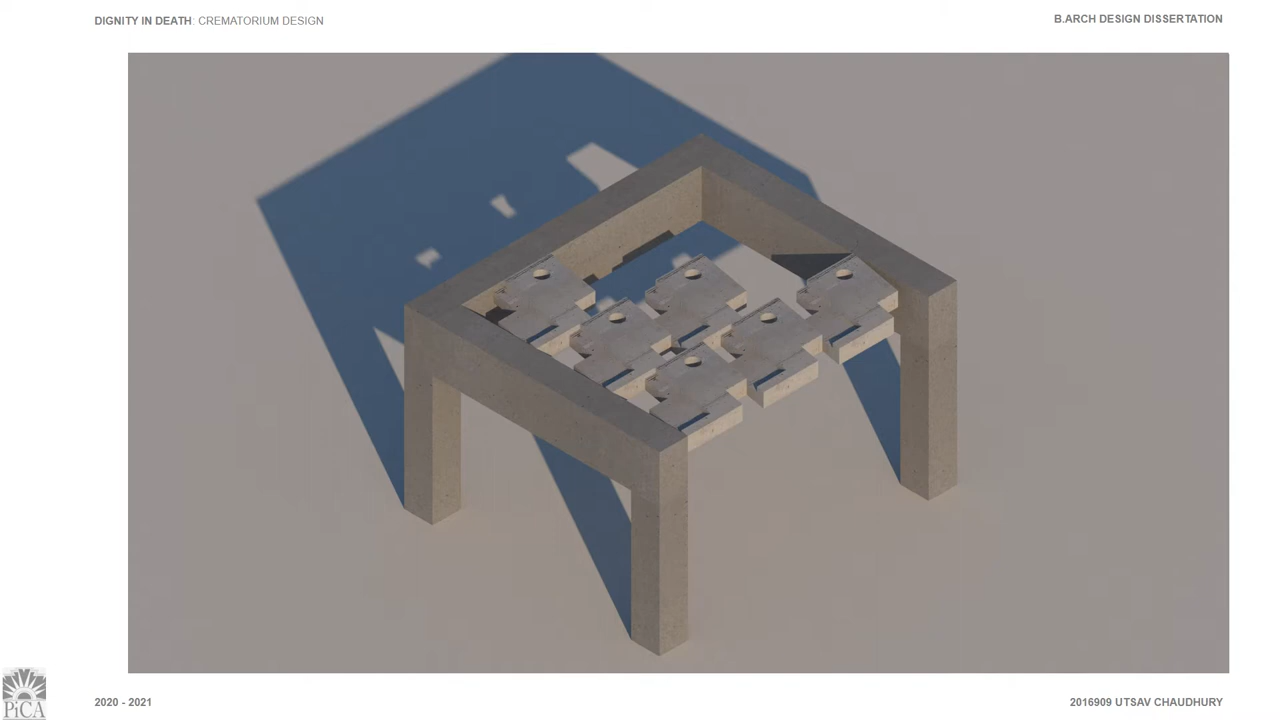 DIGNITY IN DEATH: CREMATORIUM DESIGN
B.ARCH DESIGN DISSERTATION
PiCA
2020 - 2021
2016909 UTSAV CHAUDHURY